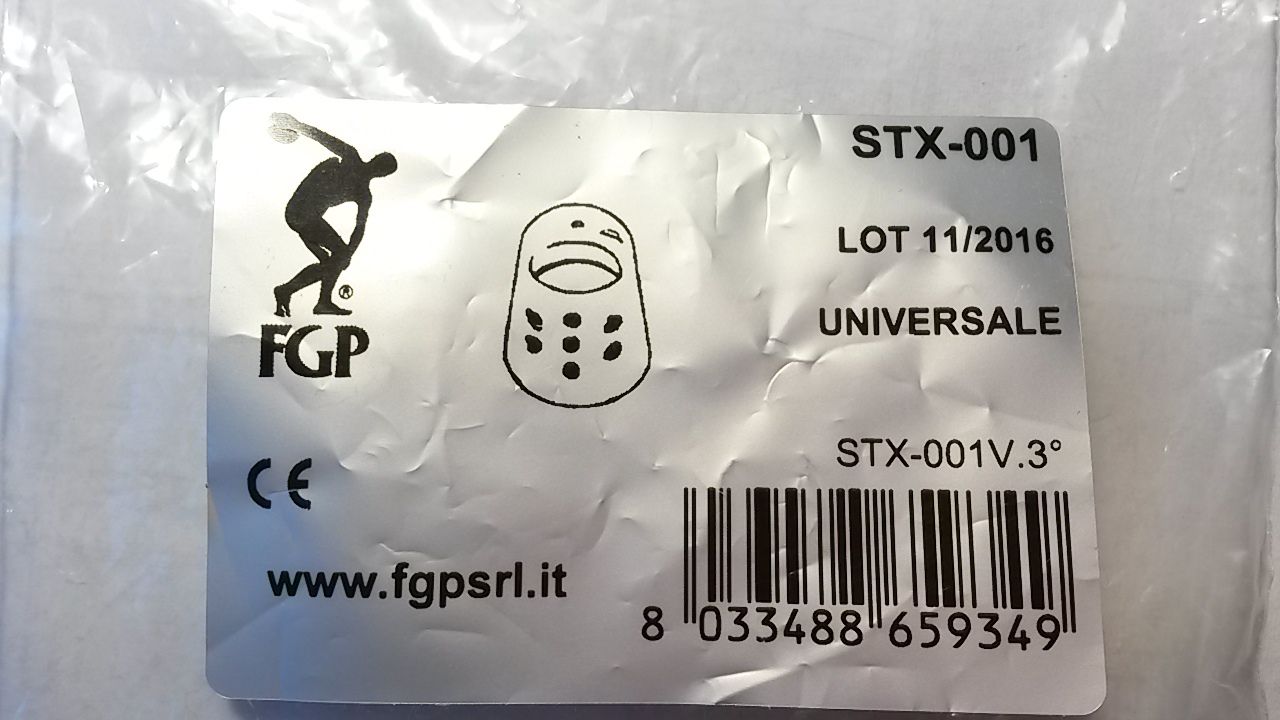 STX-001
LOT 11/2016
UNIVERSALE
®
FGP
STX-001V.3°
CE
www.fgpsrl.it
8 033488 659349